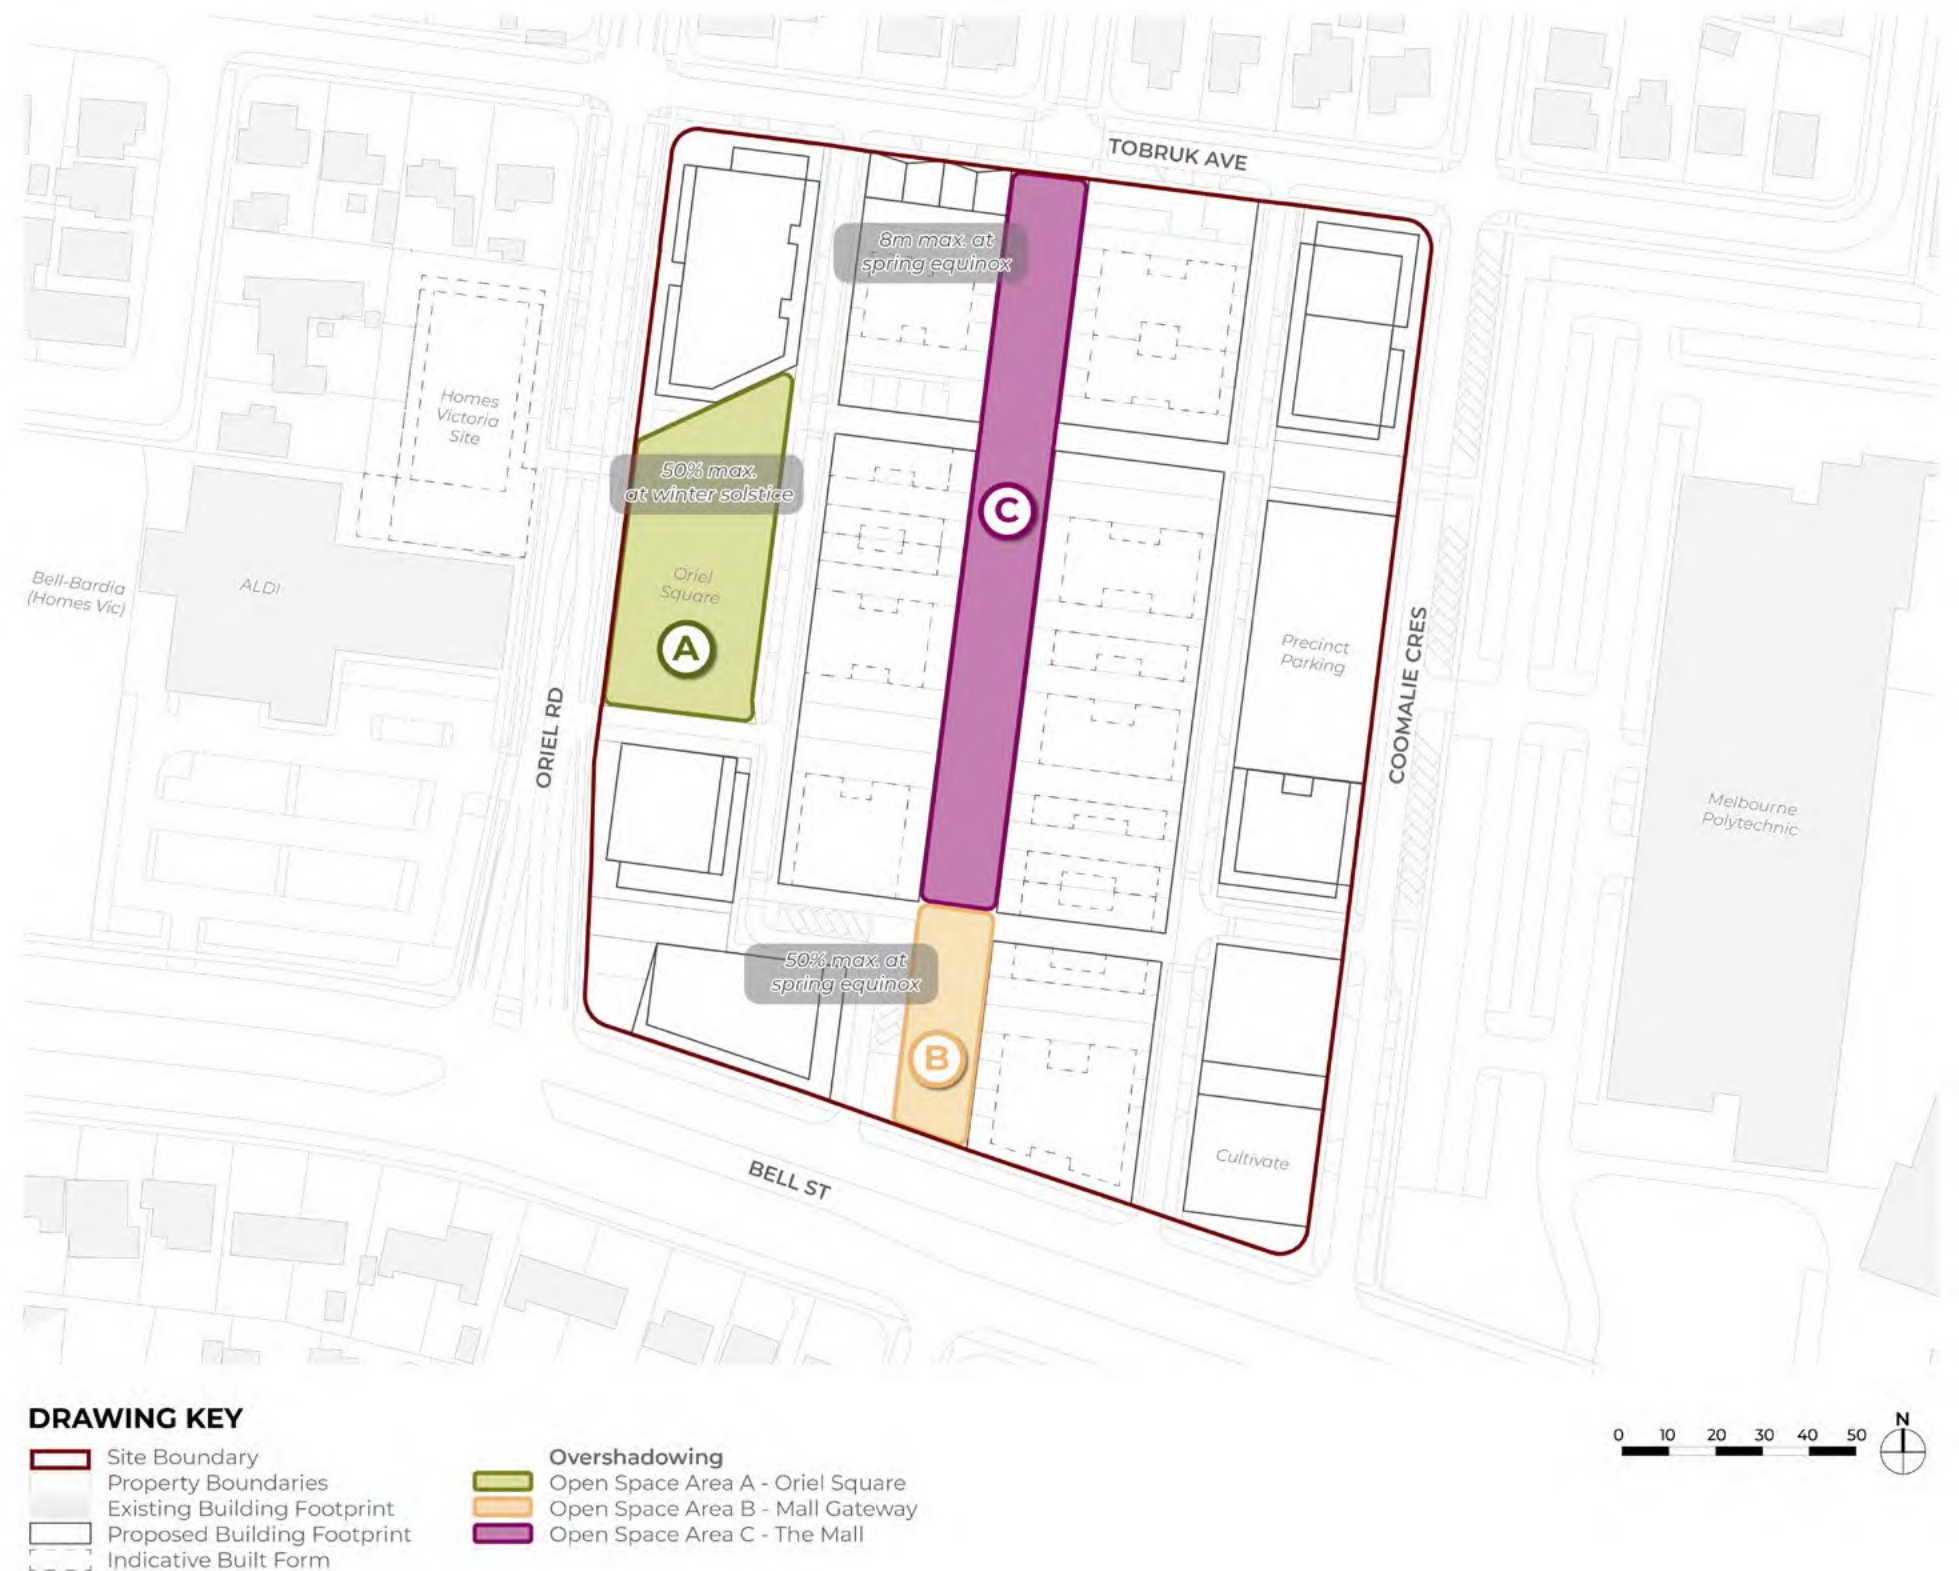 TOBRUK AVE
8m max. at
spring equinox
Homes
Victoria
Site
50% max.
at winter solstice
C
Bell-Bardia
(Homes Vic)
ALDI
Oriel
Square
A
Precinct
Parking
COOMALIE CRES
ORIEL RD
Melbourne
Polytechnic
50% max. at
spring equinox
B
Cultivate
BELL ST
DRAWING KEY
Site Boundary
Property Boundaries
Existing Building Footprint
Proposed Building Footprint
Indicative Built Form
Overshadowing
Open Space Area A - Oriel Square
Open Space Area B - Mall Gateway
Open Space Area C - The Mall
0 10 20 30 40 50
N